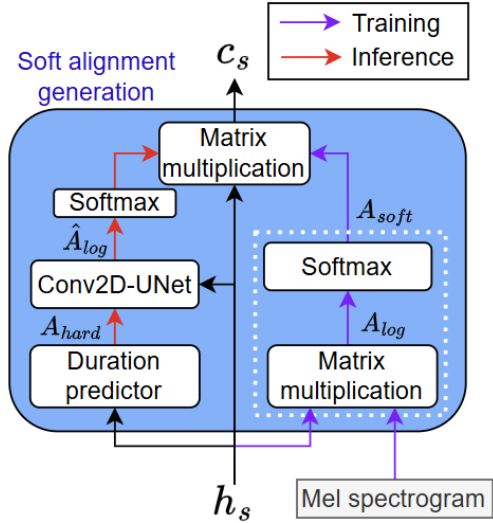 Training
Inference
Soft alignment
generation
c_s
Matrix
multiplication
Softmax
A_soft
Â_log
Conv2D-UNet
Softmax
A_hard
A_log
Duration
predictor
Matrix
multiplication
h_s
Mel spectrogram